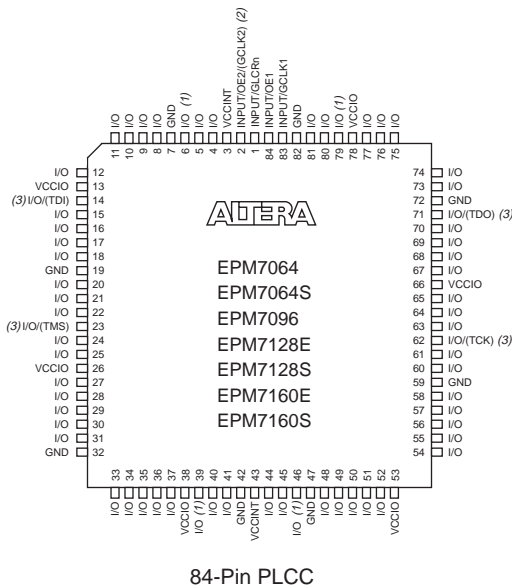 I/O
I/O
I/O
I/O
GND
I/O (1)
I/O
I/O
VCCINT
INPUT/OE2/(GCLK2) (2)
INPUT/GLCRn
INPUT/OE1
INPUT/GCLK1
GND
I/O
I/O
I/O (1)
VCCIO
I/O
I/O
I/O
11 10 9 8 7 6 5 4 3 2 1 84 83 82 81 80 79 78 77 76 75
I/O 12
VCCIO 13
(3) I/O/(TDI) 14
I/O 15
I/O 16
I/O 17
I/O 18
GND 19
I/O 20
I/O 21
I/O 22
(3) I/O/(TMS) 23
I/O 24
I/O 25
VCCIO 26
I/O 27
I/O 28
I/O 29
I/O 30
I/O 31
GND 32
ALTERA
EPM7064
EPM7064S
EPM7096
EPM7128E
EPM7128S
EPM7160E
EPM7160S
74 I/O
73 I/O
72 GND
71 I/O/(TDO) (3)
70 I/O
69 I/O
68 I/O
67 I/O
66 VCCIO
65 I/O
64 I/O
63 I/O
62 I/O/(TCK) (3)
61 I/O
60 I/O
59 GND
58 I/O
57 I/O
56 I/O
55 I/O
54 I/O
33 34 35 36 37 38 39 40 41 42 43 44 45 46 47 48 49 50 51 52 53
I/O
I/O
I/O
I/O
I/O
VCCIO
I/O (1)
I/O
I/O
GND
VCCINT
I/O
I/O
I/O (1)
GND
I/O
I/O
I/O
I/O
I/O
VCCIO
84-Pin PLCC